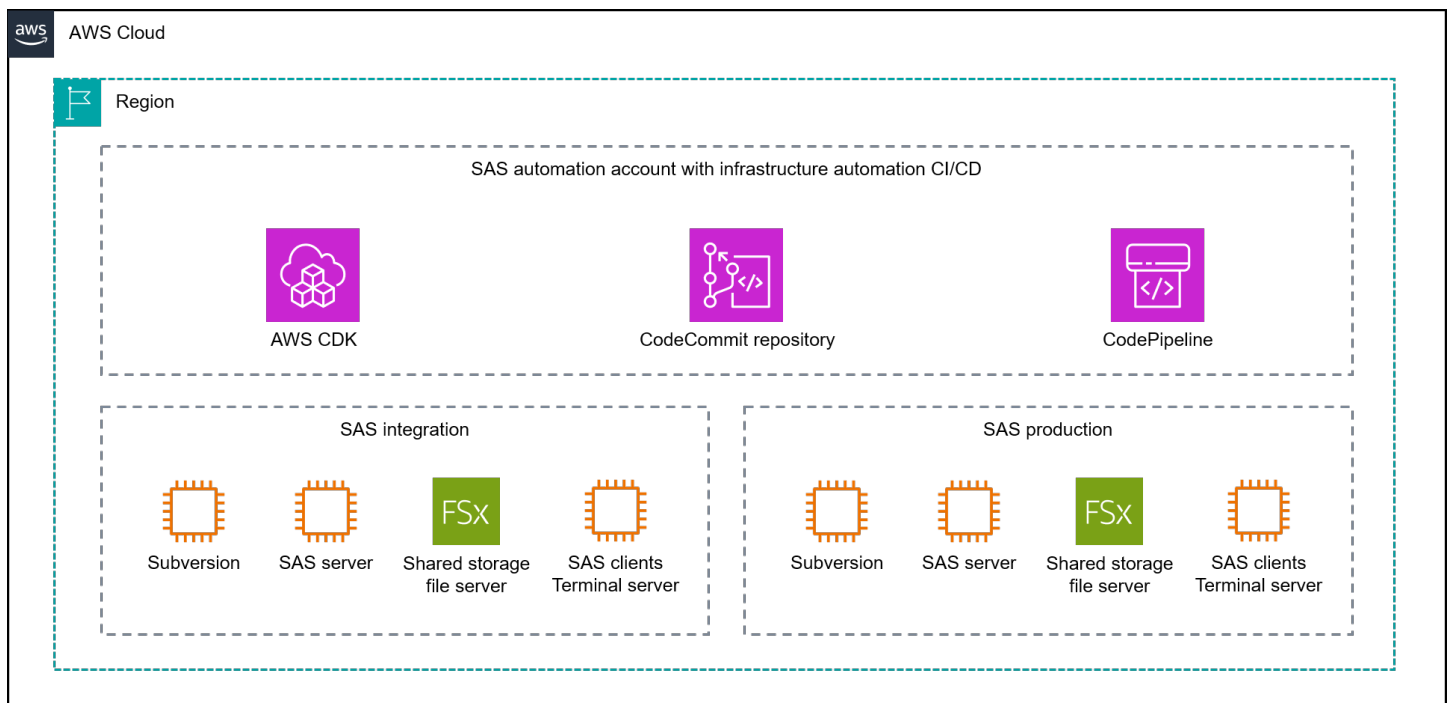 aws
AWS Cloud
Region
SAS automation account with infrastructure automation CI/CD
</>
</>
AWS CDK
CodeCommit repository
CodePipeline
SAS integration
FSx
Subversion
SAS server
Shared storage
file server
SAS clients
Terminal server
SAS production
FSx
Subversion
SAS server
Shared storage
file server
SAS clients
Terminal server